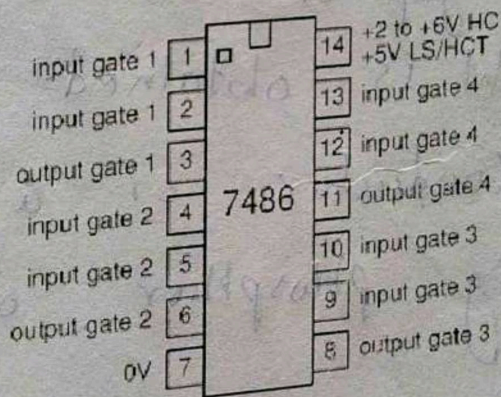 input gate 1 1
input gate 1 2
output gate 1 3
input gate 2 4
input gate 2 5
output gate 2 6
0V 7
7486
14 +2 to +6V HC
+5V LS/HCT
13 input gate 4
12 input gate 4
11 output gate 4
10 input gate 3
9 input gate 3
8 output gate 3